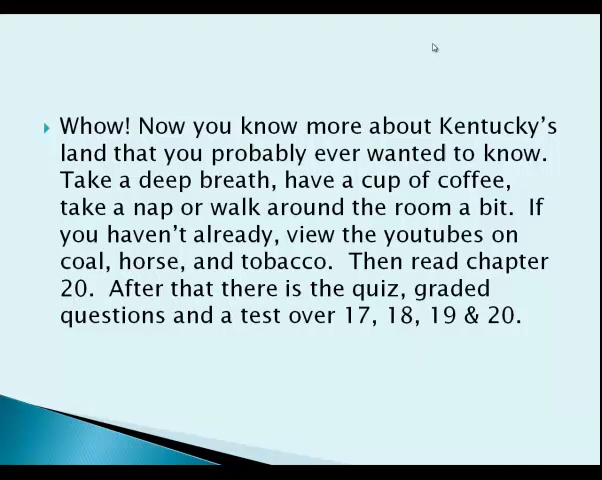 Whow! Now you know more about Kentucky's
land that you probably ever wanted to know.
Take a deep breath, have a cup of coffee,
take a nap or walk around the room a bit.  If
you haven't already, view the youtubes on
coal, horse, and tobacco.  Then read chapter
20.  After that there is the quiz, graded
questions and a test over 17, 18, 19 & 20.